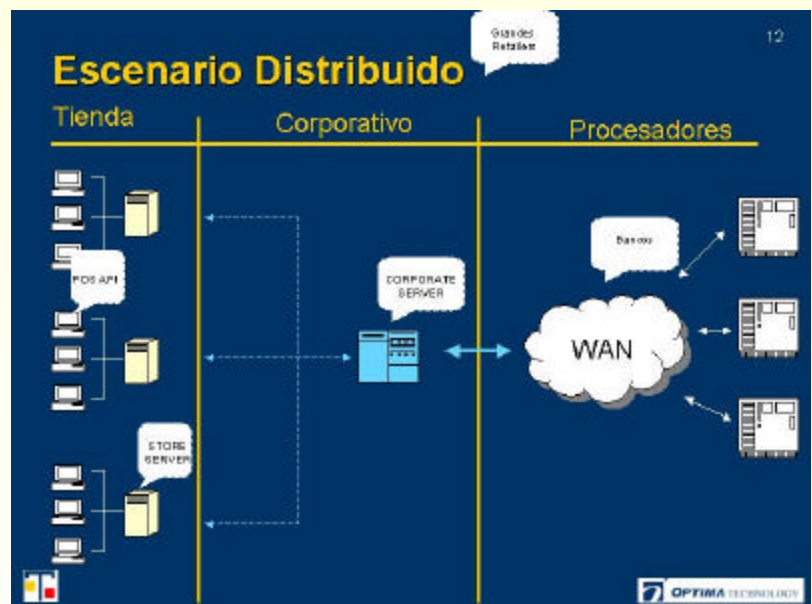 Grandes
Retailers
12
Escenario Distribuido
Tienda
Corporativo
Procesadores
Bancos
POS API
CORPORATE
SERVER
WAN
STORE
SERVER
OPTIMA TECHNOLOGY